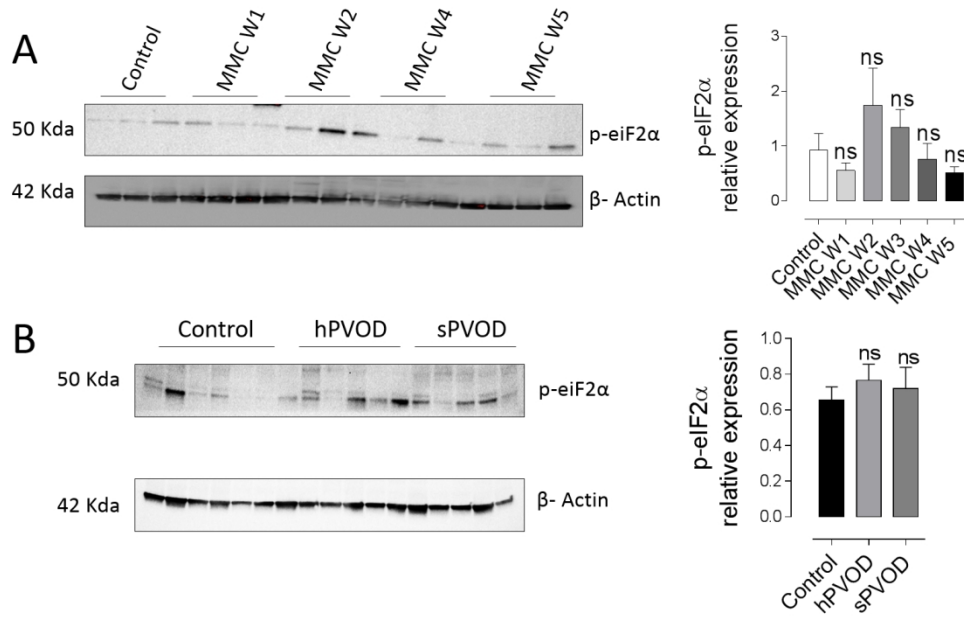 A
Control
MMC W1
MMC W2
MMC W4
MMC W5
50 Kda
p-eiF2α
42 Kda
β- Actin
p-eIF2α
relative expression
3
2
1
0
ns
ns
ns
ns
ns
Control
MMC W1
MMC W2
MMC W3
MMC W4
MMC W5
B
Control
hPVOD
sPVOD
50 Kda
p-eiF2α
42 Kda
β- Actin
p-eIF2α
relative expression
1.0
0.8
0.6
0.4
0.2
0.0
ns
ns
Control
hPVOD
sPVOD